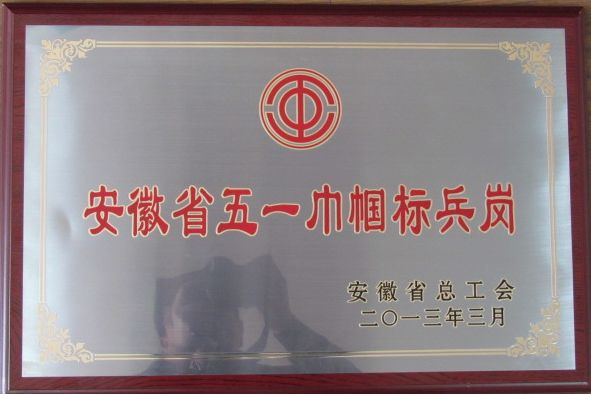 安徽省五一巾帼标兵岗
安徽省总工会
二〇一三年三月